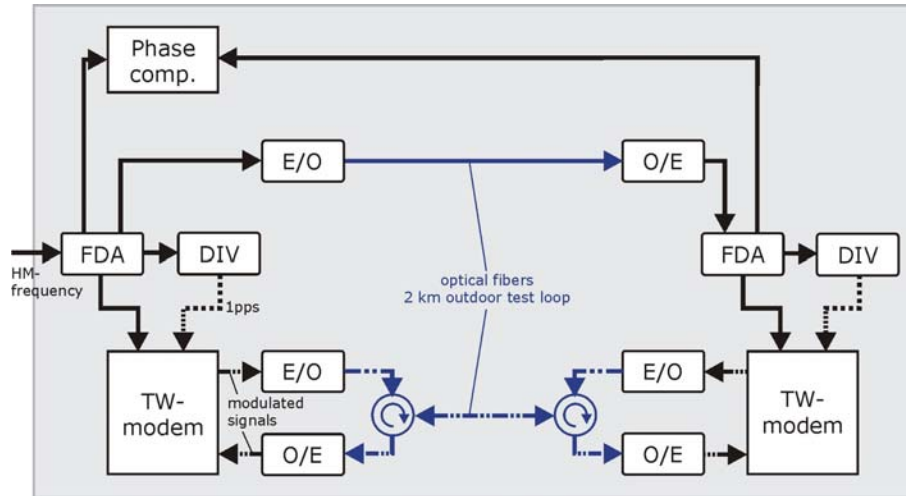 Phase
comp.
E/O
O/E
FDA
DIV
FDA
DIV
HM-
frequency
1pps
optical fibers
2 km outdoor test loop
TW-
modem
E/O
modulated
signals
O/E
E/O
O/E
TW-
modem